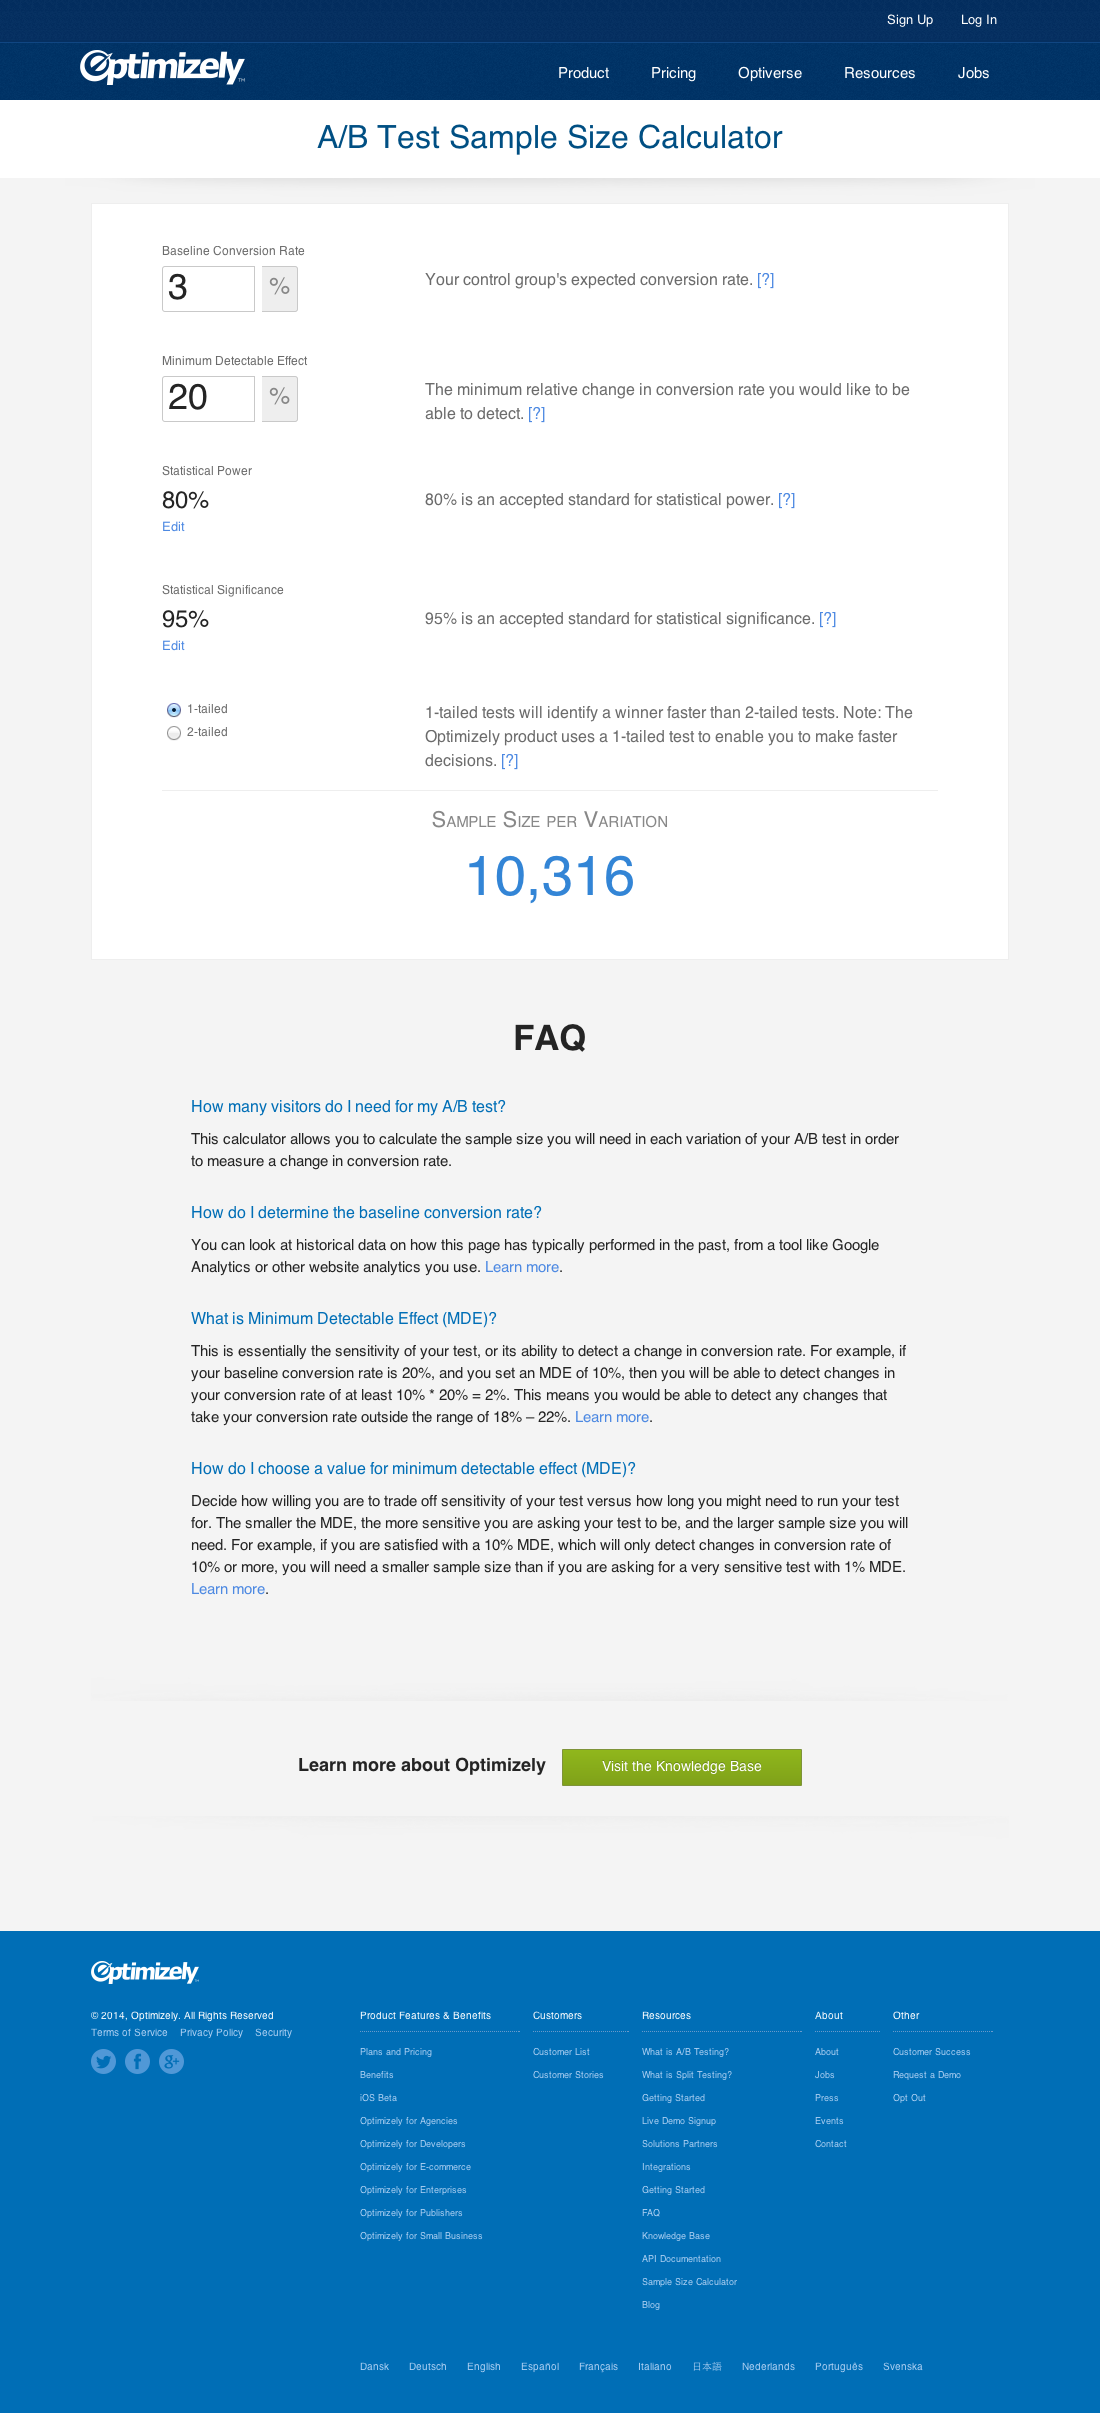 Sign Up Log In
Optimizely™
Product Pricing Optiverse Resources Jobs
A/B Test Sample Size Calculator
Baseline Conversion Rate
3 %
Your control group's expected conversion rate. [?]
Minimum Detectable Effect
20 %
The minimum relative change in conversion rate you would like to be
able to detect. [?]
Statistical Power
80%
Edit
80% is an accepted standard for statistical power. [?]
Statistical Significance
95%
Edit
95% is an accepted standard for statistical significance. [?]
1-tailed
2-tailed
1-tailed tests will identify a winner faster than 2-tailed tests. Note: The
Optimizely product uses a 1-tailed test to enable you to make faster
decisions. [?]
Sample Size per Variation
10,316
FAQ
How many visitors do I need for my A/B test?
This calculator allows you to calculate the sample size you will need in each variation of your A/B test in order
to measure a change in conversion rate.
How do I determine the baseline conversion rate?
You can look at historical data on how this page has typically performed in the past, from a tool like Google
Analytics or other website analytics you use. Learn more.
What is Minimum Detectable Effect (MDE)?
This is essentially the sensitivity of your test, or its ability to detect a change in conversion rate. For example, if
your baseline conversion rate is 20%, and you set an MDE of 10%, then you will be able to detect changes in
your conversion rate of at least 10% * 20% = 2%. This means you would be able to detect any changes that
take your conversion rate outside the range of 18% – 22%. Learn more.
How do I choose a value for minimum detectable effect (MDE)?
Decide how willing you are to trade off sensitivity of your test versus how long you might need to run your test
for. The smaller the MDE, the more sensitive you are asking your test to be, and the larger sample size you will
need. For example, if you are satisfied with a 10% MDE, which will only detect changes in conversion rate of
10% or more, you will need a smaller sample size than if you are asking for a very sensitive test with 1% MDE.
Learn more.
Learn more about Optimizely
Visit the Knowledge Base
Optimizely
© 2014, Optimizely. All Rights Reserved
Terms of Service Privacy Policy Security
Product Features & Benefits
Plans and Pricing
Benefits
iOS Beta
Optimizely for Agencies
Optimizely for Developers
Optimizely for E-commerce
Optimizely for Enterprises
Optimizely for Publishers
Optimizely for Small Business
Customers
Customer List
Customer Stories
Resources
What is A/B Testing?
What is Split Testing?
Getting Started
Live Demo Signup
Solutions Partners
Integrations
Getting Started
FAQ
Knowledge Base
API Documentation
Sample Size Calculator
Blog
About
About
Jobs
Press
Events
Contact
Other
Customer Success
Request a Demo
Opt Out
Dansk Deutsch English Español Français Italiano 日本語 Nederlands Português Svenska